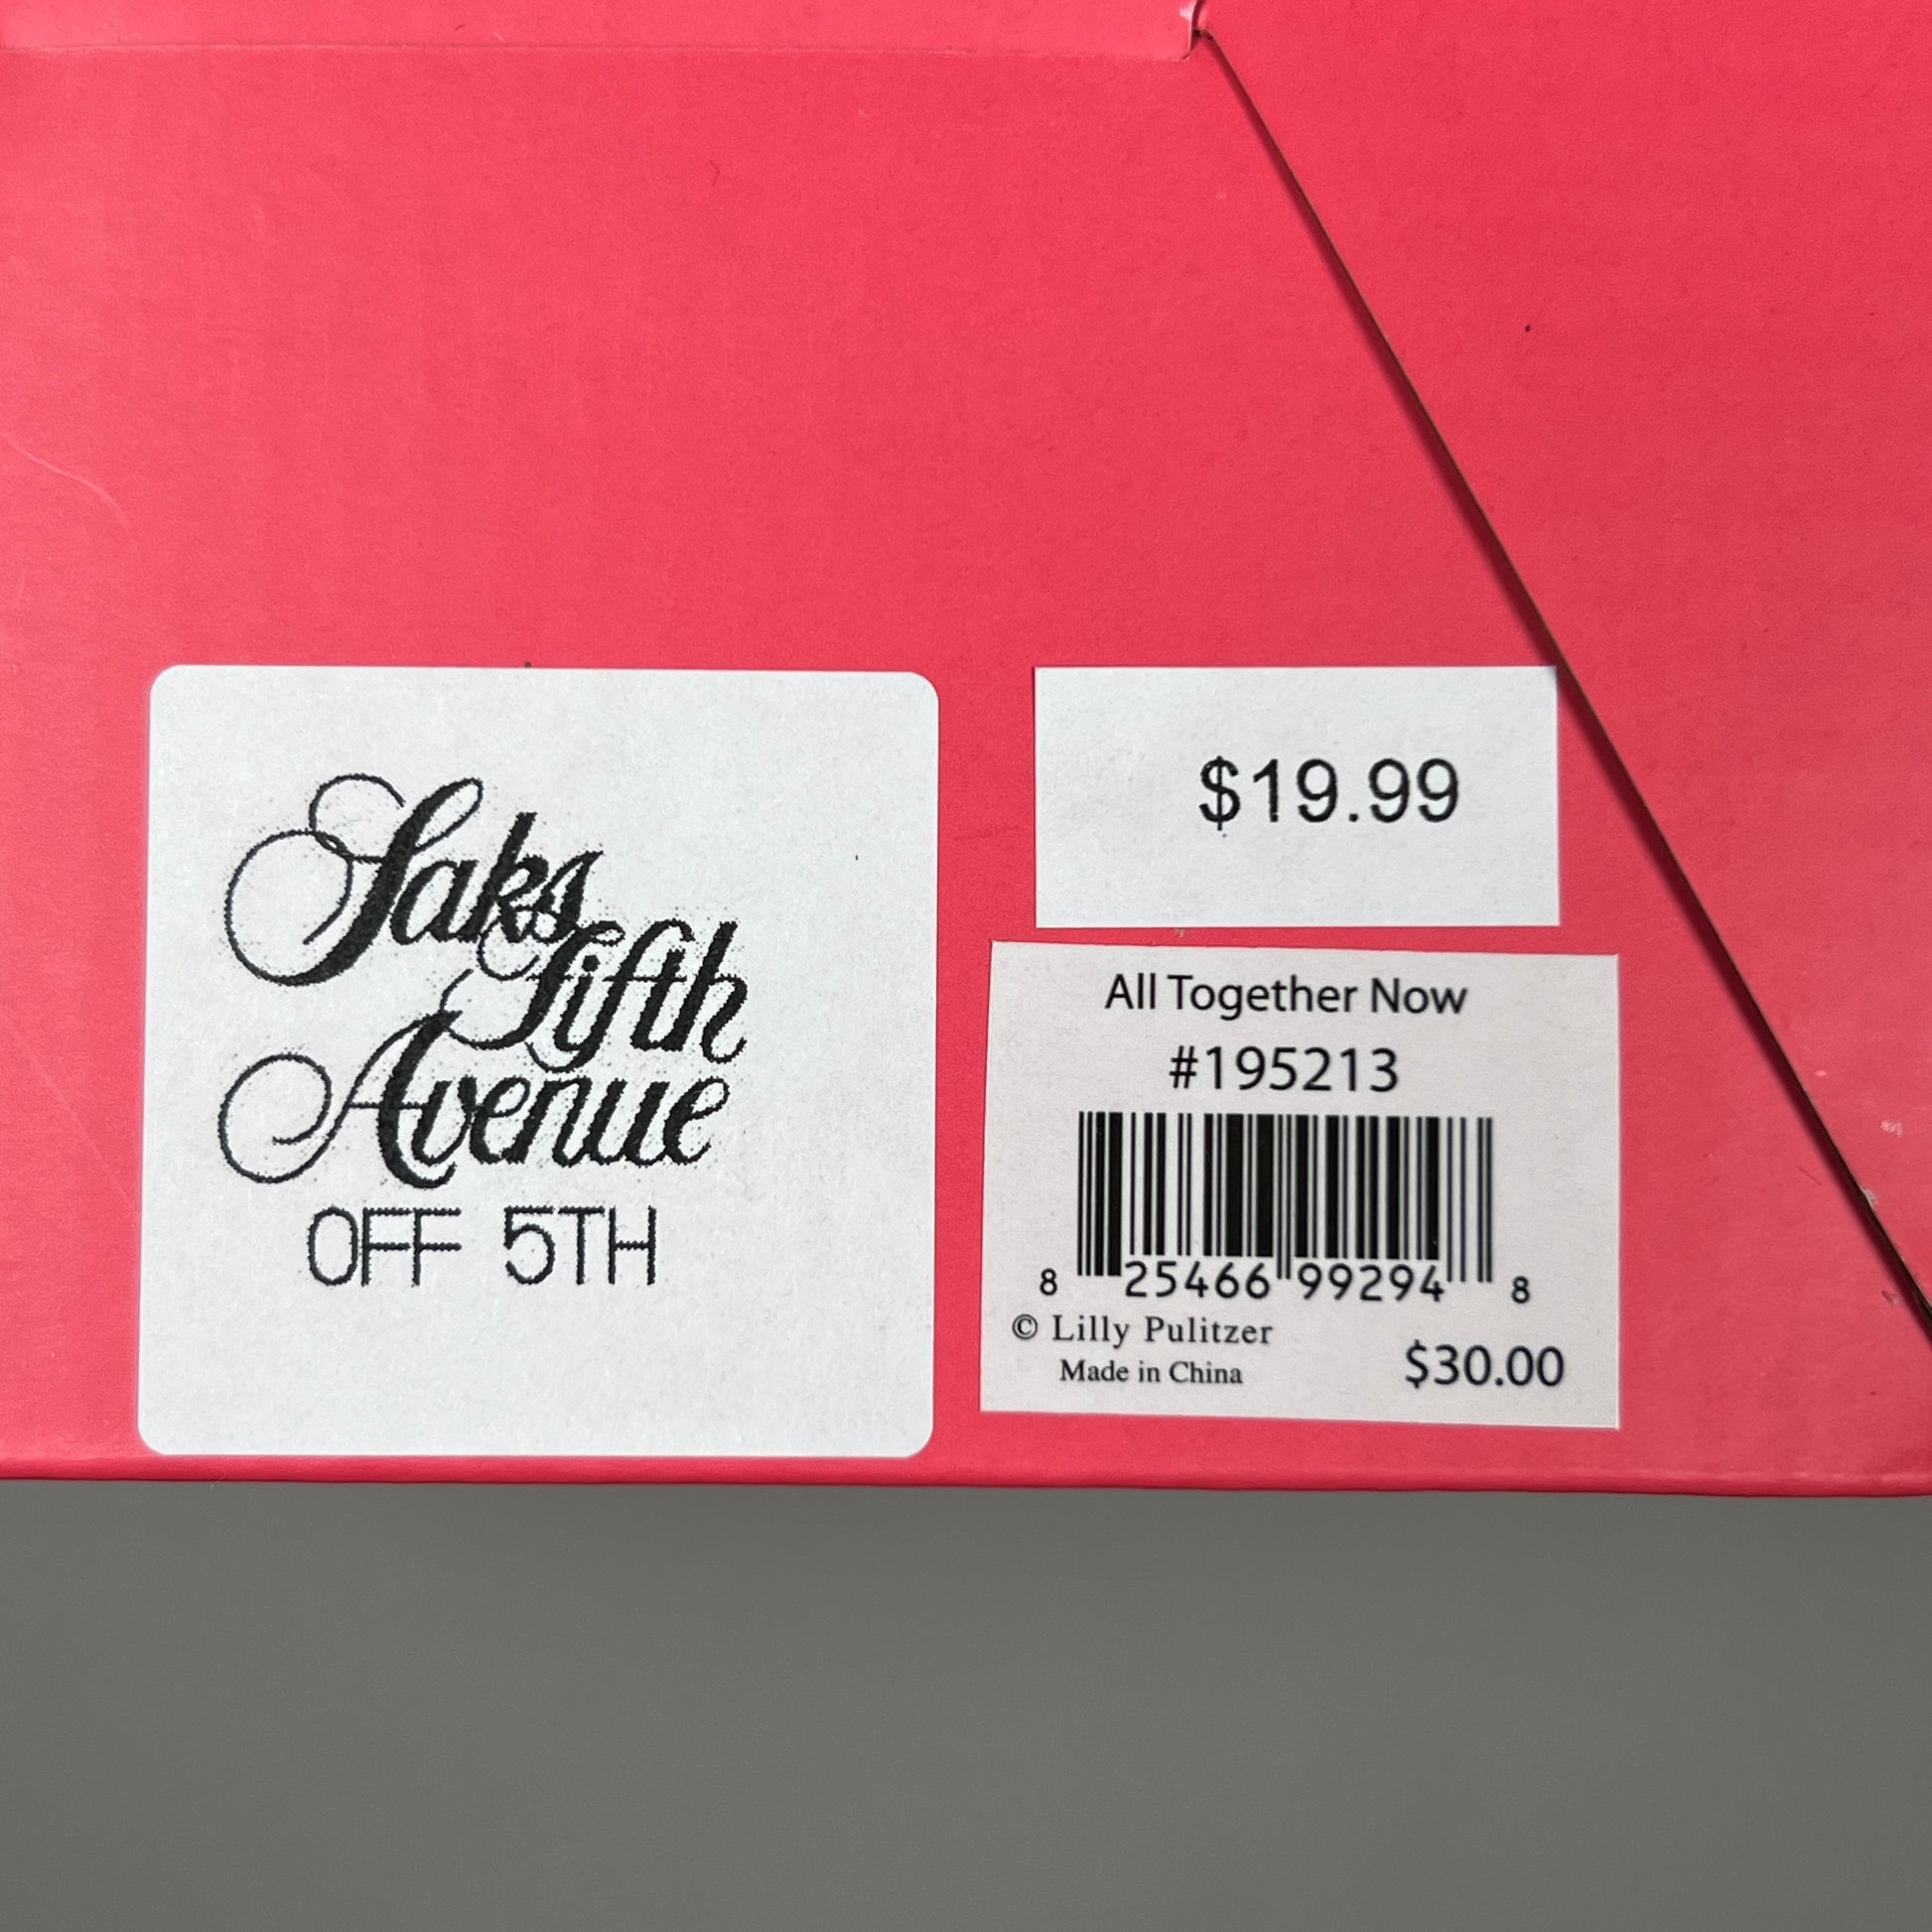 Saks
Fifth
Avenue
OFF 5TH
$19.99
All Together Now
#195213
8 25466 99294 8
© Lilly Pulitzer
Made in China
$30.00